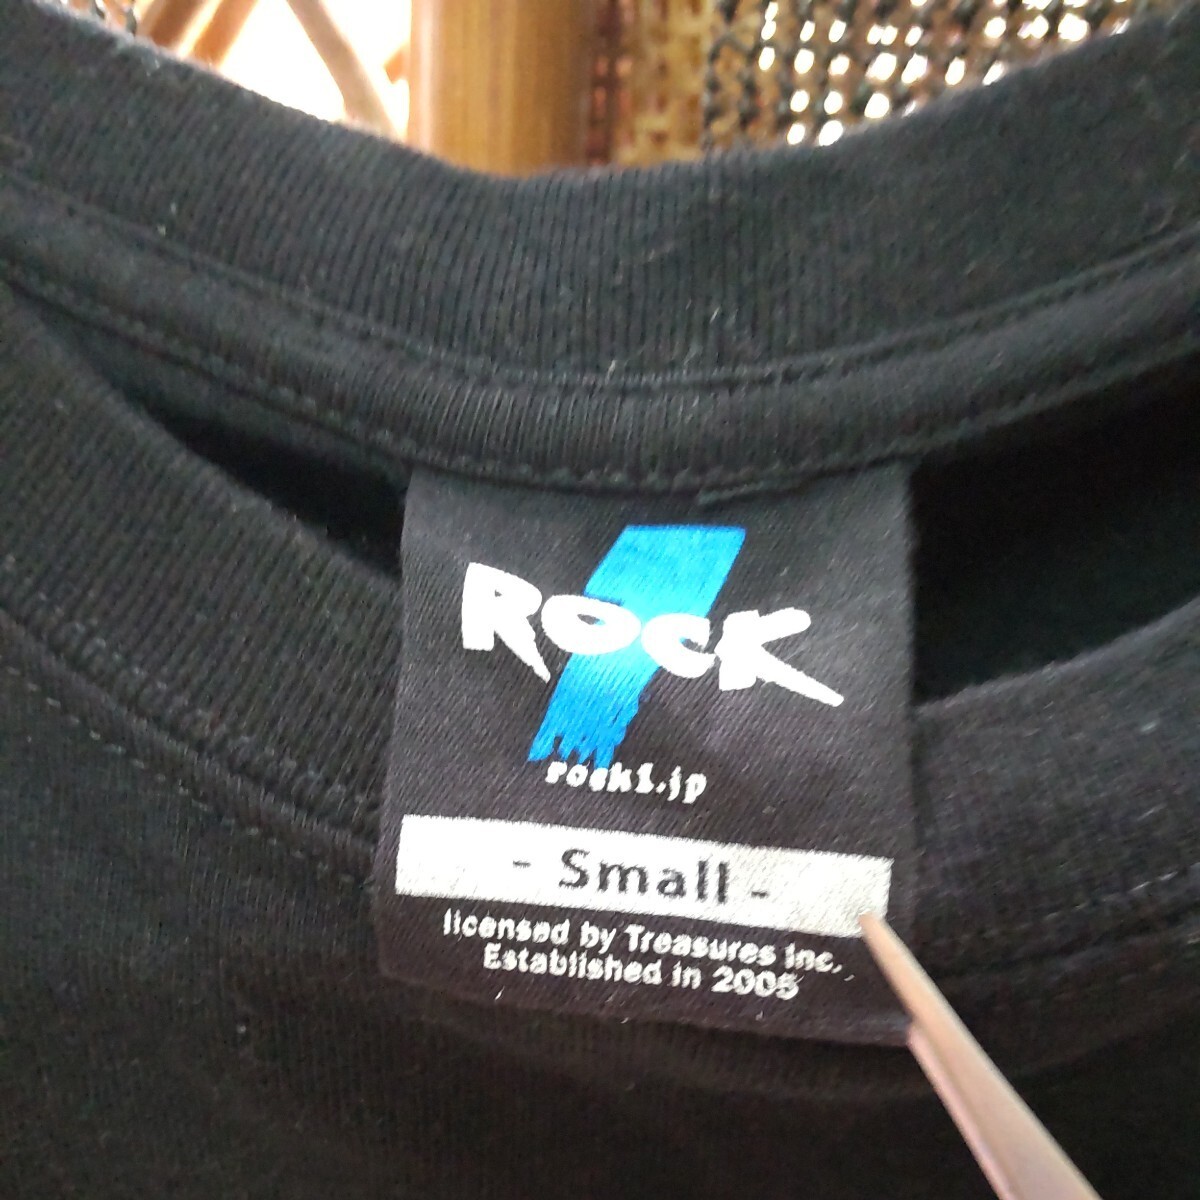 ROCK
rock1.jp
- Small -
licensed by Treasures Inc.
Established in 2005